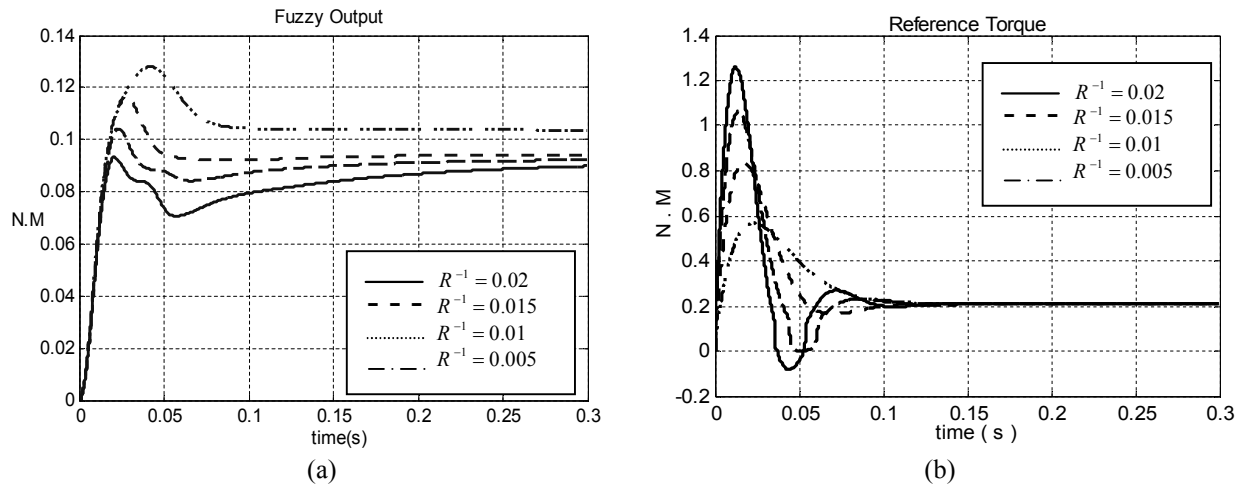 Fuzzy Output
0.14
N.M
0.12
0.1
0.08
N.M
0.06
0.04
0.02
0
0 0.05 0.1 0.15 0.2 0.25 0.3
time(s)
R⁻¹ = 0.02
R⁻¹ = 0.015
R⁻¹ = 0.01
R⁻¹ = 0.005
(a)
Reference Torque
1.4
1.2
1
0.8
0.6
0.4
0.2
0
-0.2
N . M
0 0.05 0.1 0.15 0.2 0.25 0.3
time ( s )
R⁻¹ = 0.02
R⁻¹ = 0.015
R⁻¹ = 0.01
R⁻¹ = 0.005
(b)